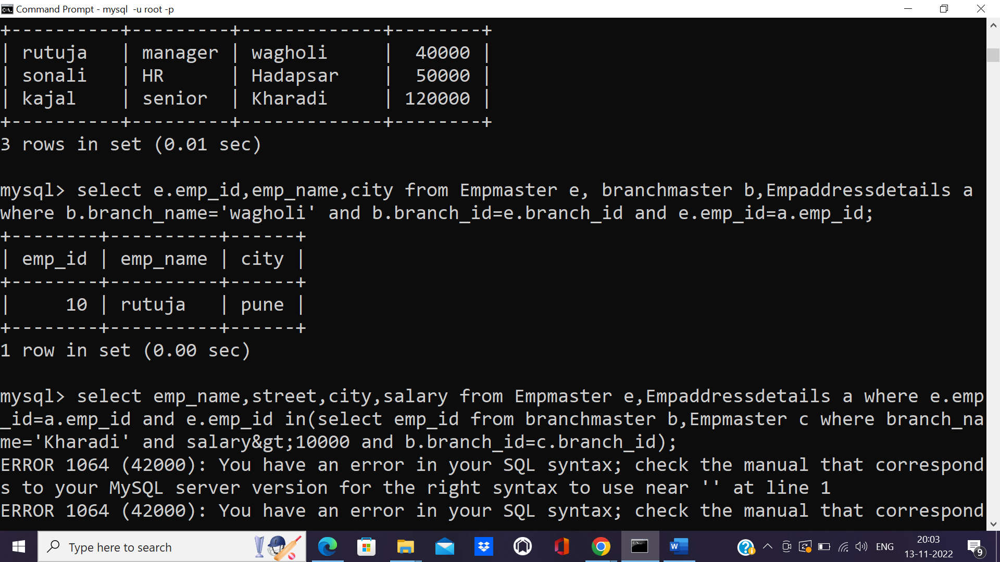 Command Prompt - mysql  -u root -p
+----------+---------+-------------+--------+
| rutuja   | manager | wagholi     |  40000 |
| sonali   | HR      | Hadapsar    |  50000 |
| kajal    | senior  | Kharadi     | 120000 |
+----------+---------+-------------+--------+
3 rows in set (0.01 sec)
mysql> select e.emp_id,emp_name,city from Empmaster e, branchmaster b,Empaddressdetails a
where b.branch_name='wagholi' and b.branch_id=e.branch_id and e.emp_id=a.emp_id;
+--------+----------+------+
| emp_id | emp_name | city |
+--------+----------+------+
|     10 | rutuja   | pune |
+--------+----------+------+
1 row in set (0.00 sec)
mysql> select emp_name,street,city,salary from Empmaster e,Empaddressdetails a where e.emp
_id=a.emp_id and e.emp_id in(select emp_id from branchmaster b,Empmaster c where branch_na
me='Kharadi' and salary&gt;10000 and b.branch_id=c.branch_id);
ERROR 1064 (42000): You have an error in your SQL syntax; check the manual that correspond
s to your MySQL server version for the right syntax to use near '' at line 1
ERROR 1064 (42000): You have an error in your SQL syntax; check the manual that correspond
Type here to search
ENG
20:03
13-11-2022
9